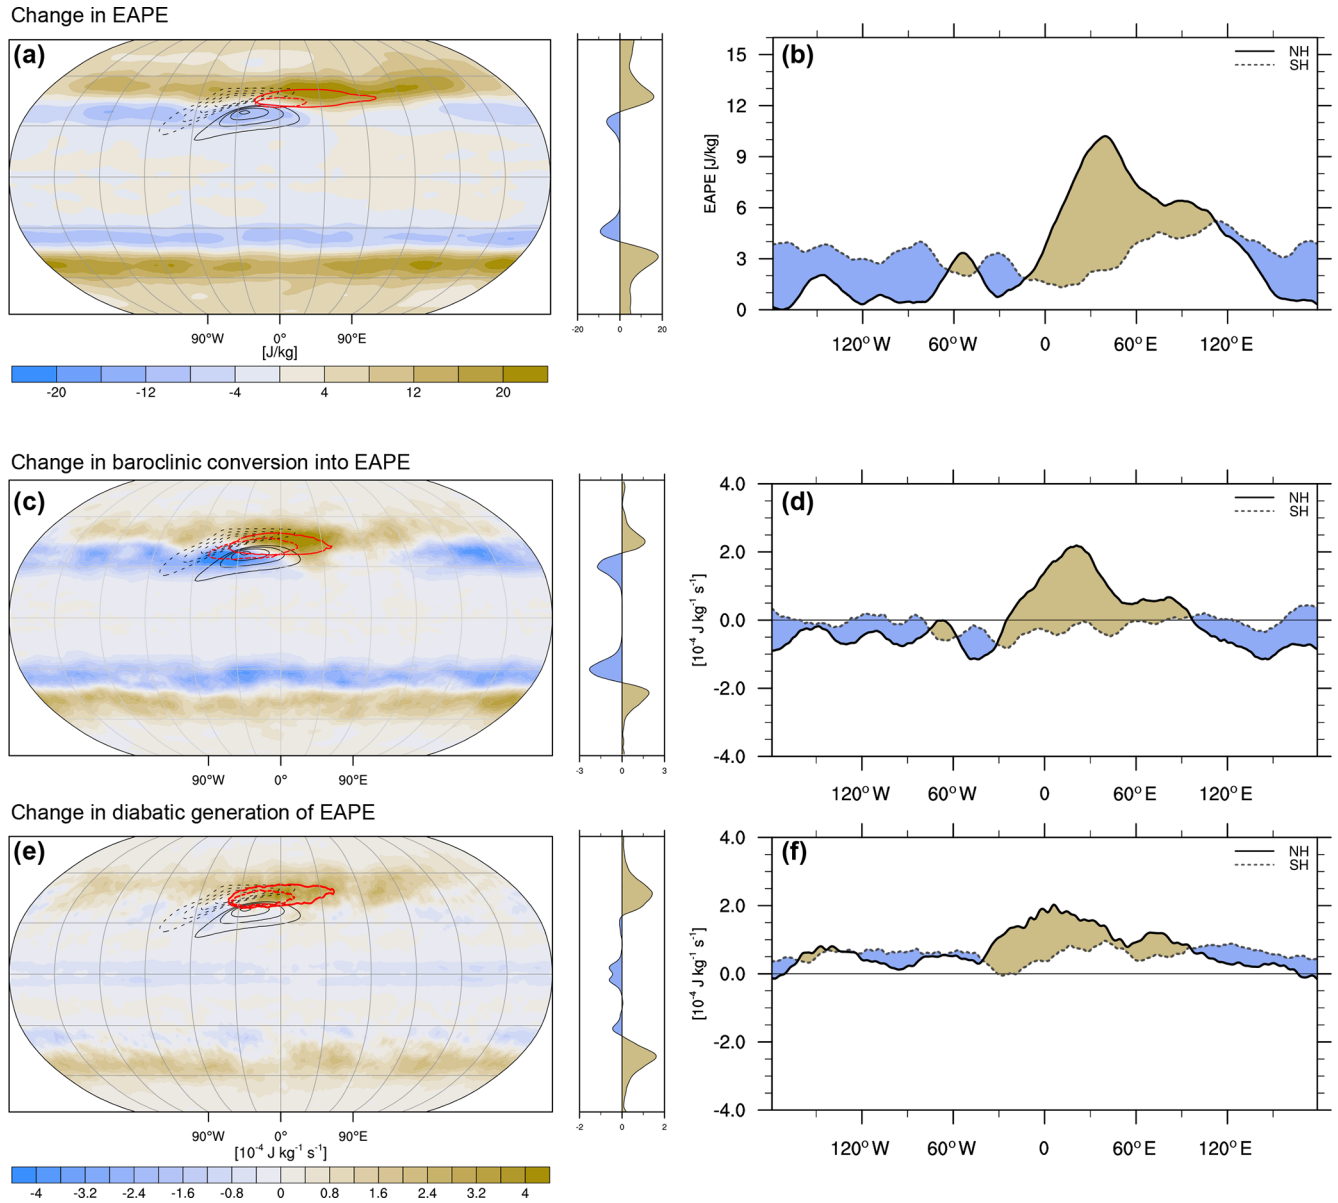 Change in EAPE
(a)
-20 0 20
90°W 0° 90°E
[J/kg]
-20 -12 -4 4 12 20
(b)
NH
SH
EAPE [J/kg]
15
12
9
6
3
0
120°W 60°W 0 60°E 120°E
Change in baroclinic conversion into EAPE
(c)
-3 0 3
90°W 0° 90°E
(d)
NH
SH
[10⁻⁴ J kg⁻¹ s⁻¹]
4.0
2.0
0.0
-2.0
-4.0
120°W 60°W 0 60°E 120°E
Change in diabatic generation of EAPE
(e)
-2 0 2
90°W 0° 90°E
[10⁻⁴ J kg⁻¹ s⁻¹]
-4 -3.2 -2.4 -1.6 -0.8 0 0.8 1.6 2.4 3.2 4
(f)
NH
SH
[10⁻⁴ J kg⁻¹ s⁻¹]
4.0
2.0
0.0
-2.0
-4.0
120°W 60°W 0 60°E 120°E